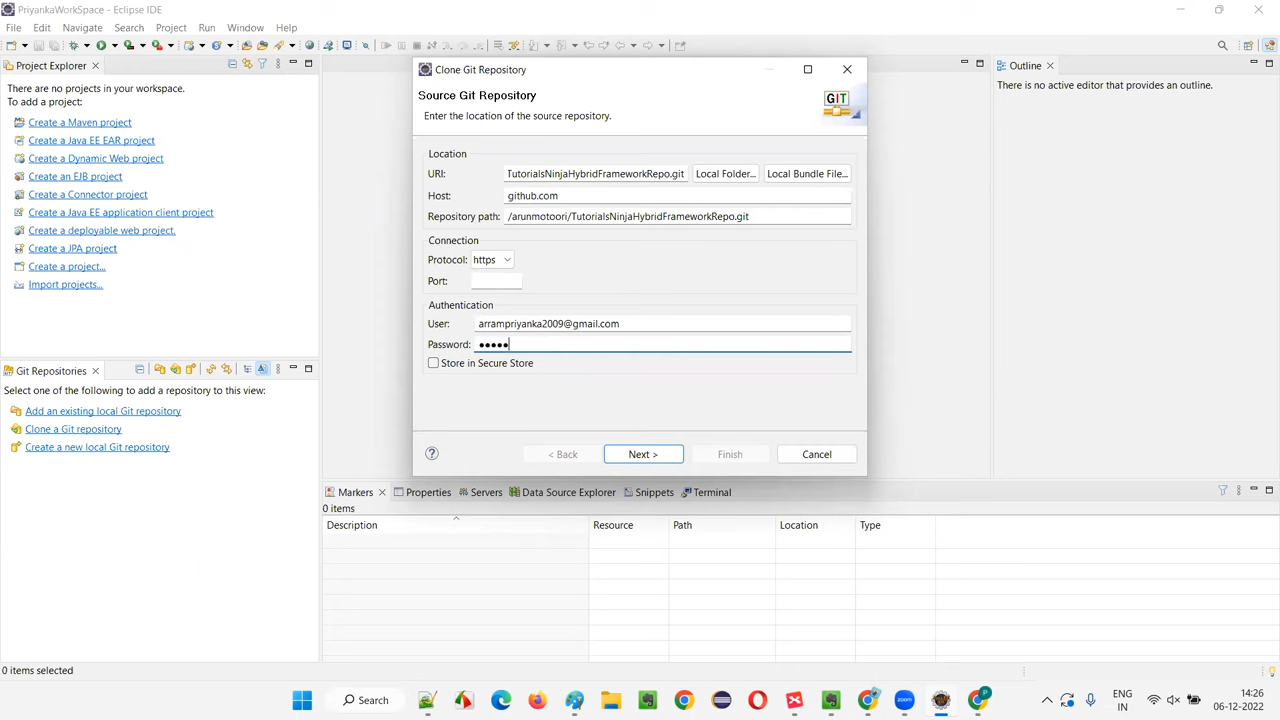 PriyankaWorkSpace - Eclipse IDE
File Edit Navigate Search Project Run Window Help
Project Explorer
There are no projects in your workspace.
To add a project:
Create a Maven project
Create a Java EE EAR project
Create a Dynamic Web project
Create an EJB project
Create a Connector project
Create a Java EE application client project
Create a deployable web project.
Create a JPA project
Create a project...
Import projects...
Git Repositories
Select one of the following to add a repository to this view:
Add an existing local Git repository
Clone a Git repository
Create a new local Git repository
Clone Git Repository
Source Git Repository
Enter the location of the source repository.
GIT
Location
URI: TutorialsNinjaHybridFrameworkRepo.git Local Folder... Local Bundle File...
Host: github.com
Repository path: /arunmotoori/TutorialsNinjaHybridFrameworkRepo.git
Connection
Protocol: https
Port:
Authentication
User: arrampriyanka2009@gmail.com
Password: ●●●●●
Store in Secure Store
< Back Next > Finish Cancel
Outline
There is no active editor that provides an outline.
Markers Properties Servers Data Source Explorer Snippets Terminal
0 items
Description Resource Path Location Type
0 items selected
Search
ENG
IN
14:26
06-12-2022